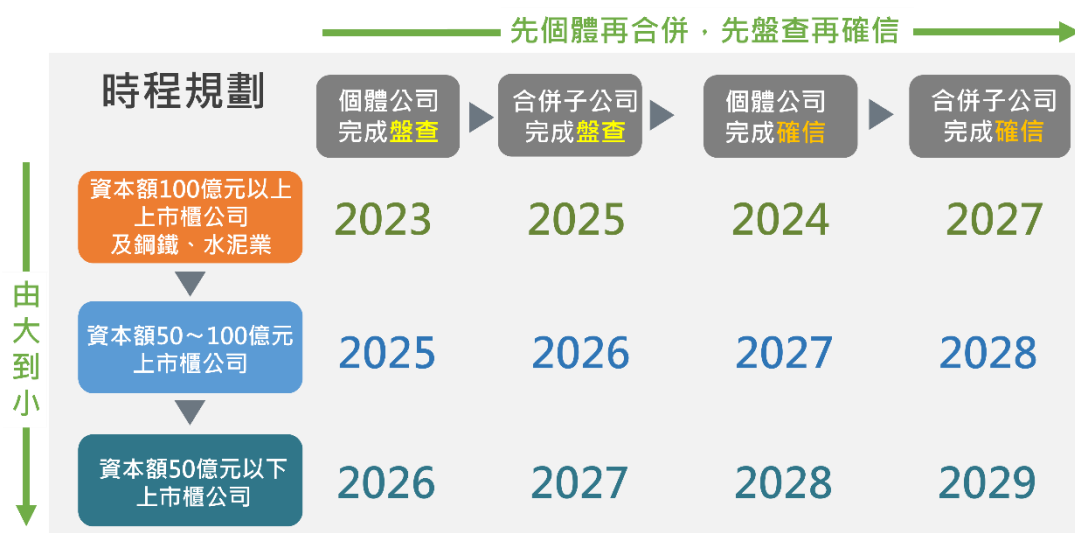 先個體再合併，先盤查再確信
時程規劃
個體公司
完成盤查
合併子公司
完成盤查
個體公司
完成確信
合併子公司
完成確信
由大到小
資本額100億元以上
上市櫃公司
及鋼鐵、水泥業
2023
2025
2024
2027
資本額50～100億元
上市櫃公司
2025
2026
2027
2028
資本額50億元以下
上市櫃公司
2026
2027
2028
2029